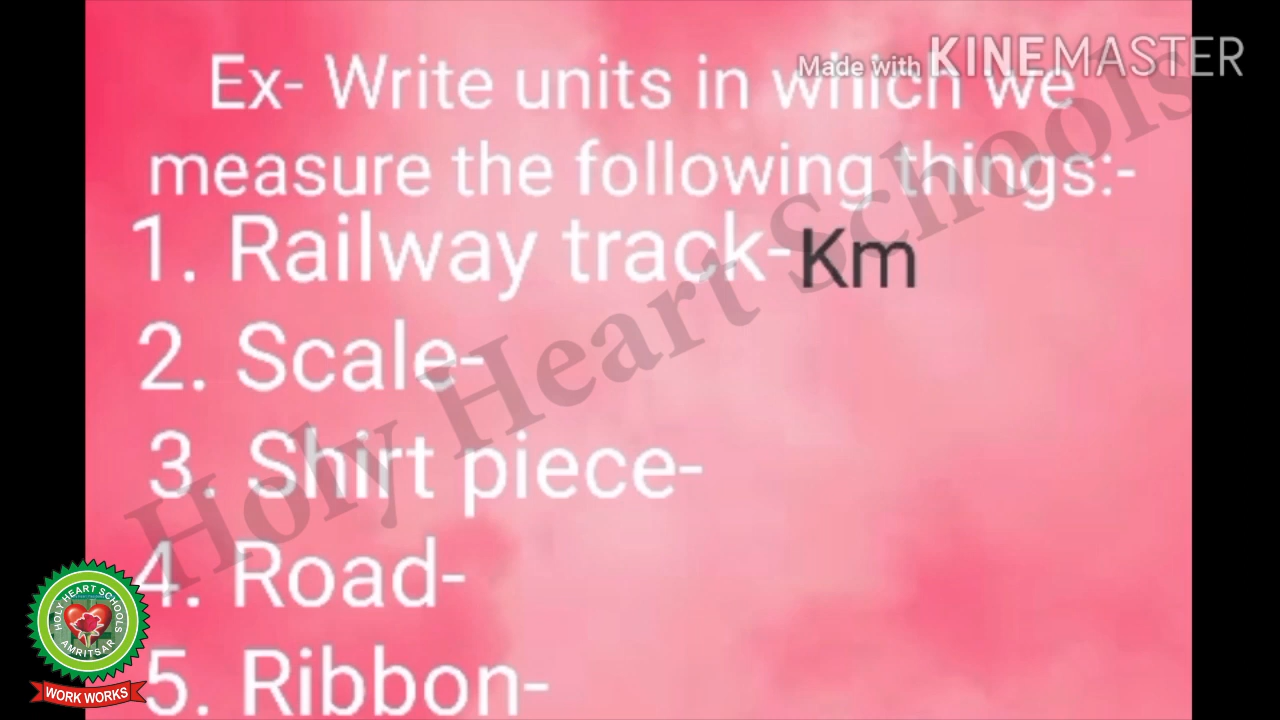 Made with KINEMASTER
Ex- Write units in which we
measure the following things:-
1. Railway track-Km
2. Scale-
3. Shirt piece-
4. Road-
5. Ribbon-
Holy Heart Schools
HOLY HEART SCHOOLS
AMRITSAR
WORK WORKS